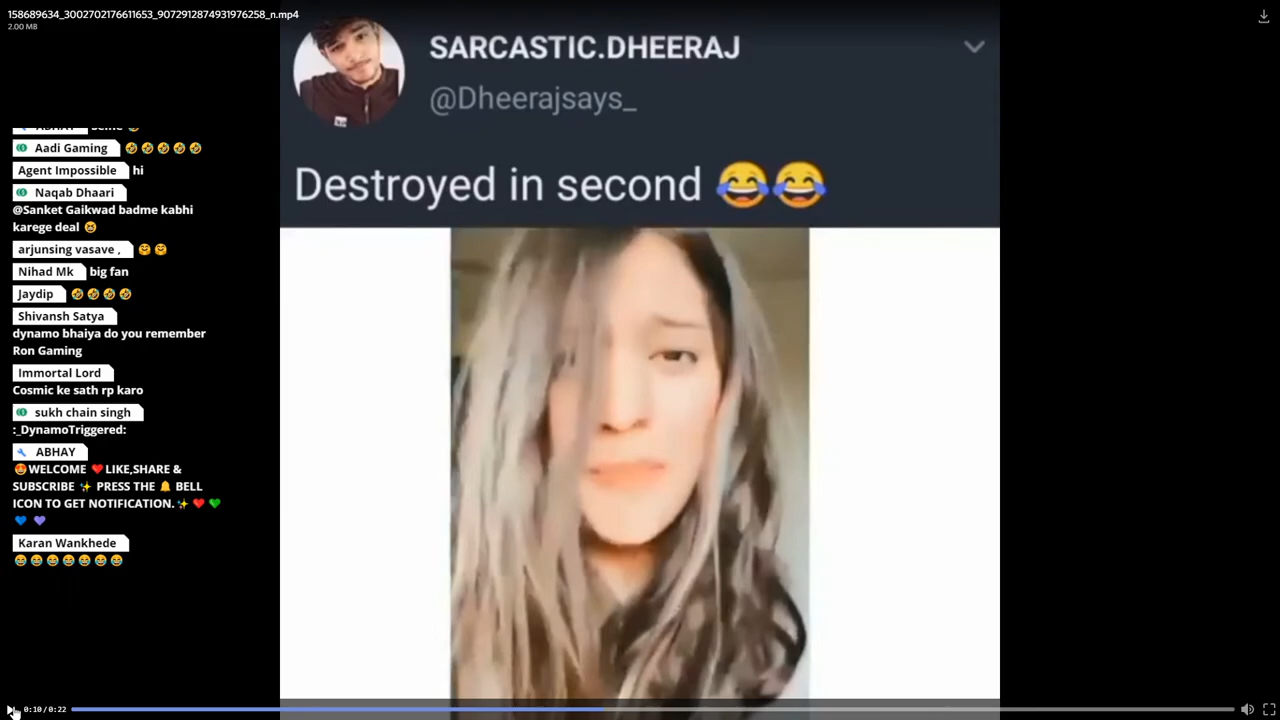 158689634_3002702176611653_9072912874931976258_n.mp4
2.00 MB
SARCASTIC.DHEERAJ
@Dheerajsays_
Destroyed in second 😂😂
Aadi Gaming 🤣🤣🤣🤣🤣
Agent Impossible hi
Naqab Dhaari
@Sanket Gaikwad badme kabhi
karege deal 😆
arjunsing vasave , 🤗🤗
Nihad Mk big fan
Jaydip 🤣🤣🤣🤣
Shivansh Satya
dynamo bhaiya do you remember
Ron Gaming
Immortal Lord
Cosmic ke sath rp karo
sukh chain singh
:_DynamoTriggered:
ABHAY
🤩WELCOME ❤️LIKE,SHARE &
SUBSCRIBE ✨ PRESS THE 🔔 BELL
ICON TO GET NOTIFICATION.✨ ❤️ 💚
💙 💜
Karan Wankhede
😂😂😂😂😂😂😂
0:10 / 0:22